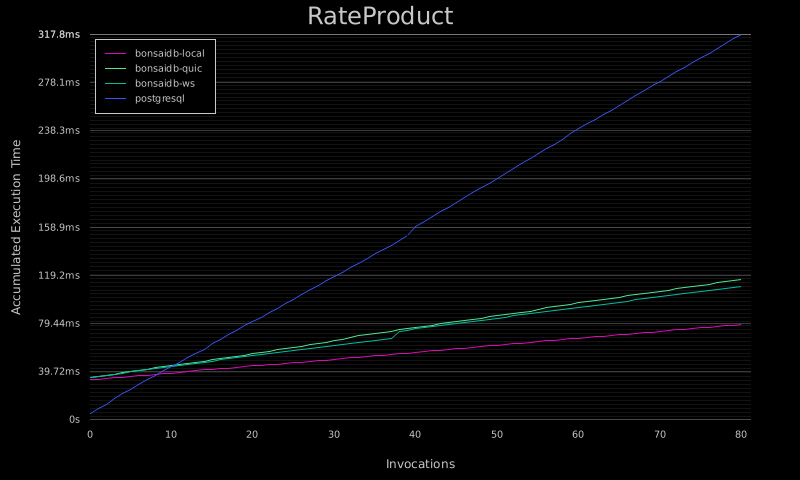 RateProduct
317.8ms
bonsaidb-local
bonsaidb-quic
bonsaidb-ws
postgresql
278.1ms
238.3ms
198.6ms
158.9ms
119.2ms
79.44ms
39.72ms
0s
Accumulated Execution Time
0 10 20 30 40 50 60 70 80
Invocations